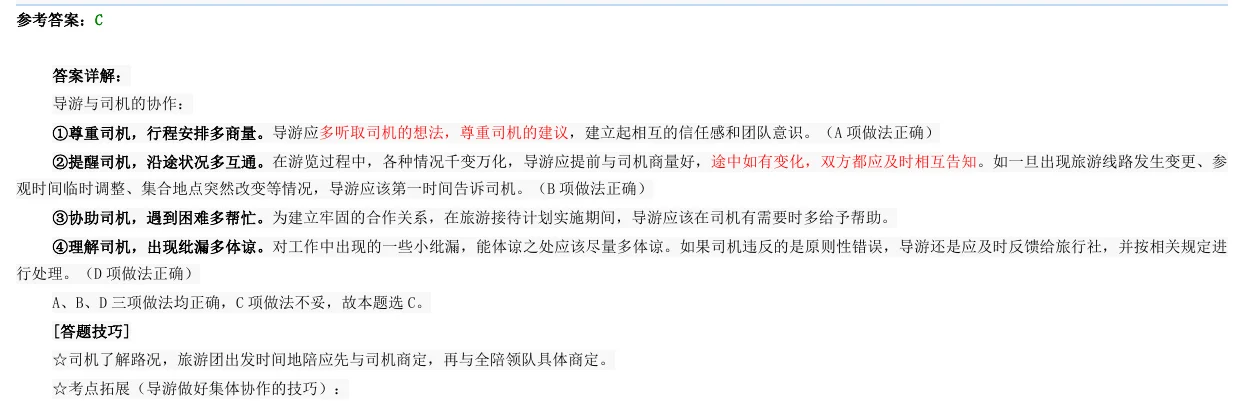 参考答案：C
答案详解：
导游与司机的协作：
①尊重司机，行程安排多商量。导游应多听取司机的想法，尊重司机的建议，建立起相互的信任感和团队意识。（A 项做法正确）
②提醒司机，沿途状况多互通。在游览过程中，各种情况千变万化，导游应提前与司机商量好，途中如有变化，双方都应及时相互告知。如一旦出现旅游线路发生变更、参
观时间临时调整、集合地点突然改变等情况，导游应该第一时间告诉司机。（B 项做法正确）
③协助司机，遇到困难多帮忙。为建立牢固的合作关系，在旅游接待计划实施期间，导游应该在司机有需要时多给予帮助。
④理解司机，出现纰漏多体谅。对工作中出现的一些小纰漏，能体谅之处应该尽量多体谅。如果司机违反的是原则性错误，导游还是应及时反馈给旅行社，并按相关规定进
行处理。（D 项做法正确）
A、B、D 三项做法均正确，C 项做法不妥，故本题选 C。
[答题技巧]
☆司机了解路况，旅游团出发时间地陪应先与司机商定，再与全陪领队具体商定。
☆考点拓展（导游做好集体协作的技巧）：